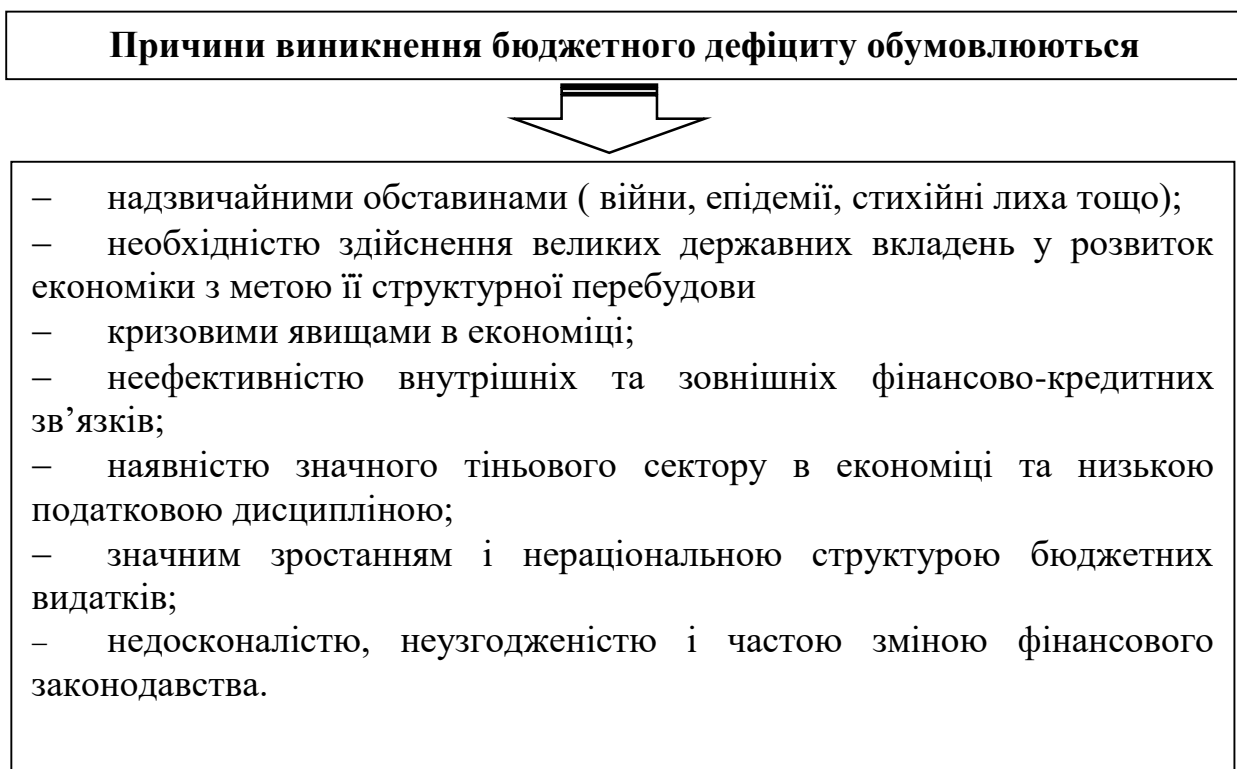 Причини виникнення бюджетного дефіциту обумовлюються
– надзвичайними обставинами ( війни, епідемії, стихійні лиха тощо);
– необхідністю здійснення великих державних вкладень у розвиток
економіки з метою її структурної перебудови
– кризовими явищами в економіці;
– неефективністю внутрішніх та зовнішніх фінансово-кредитних
зв’язків;
– наявністю значного тіньового сектору в економіці та низькою
податковою дисципліною;
– значним зростанням і нераціональною структурою бюджетних
видатків;
– недосконалістю, неузгодженістю і частою зміною фінансового
законодавства.